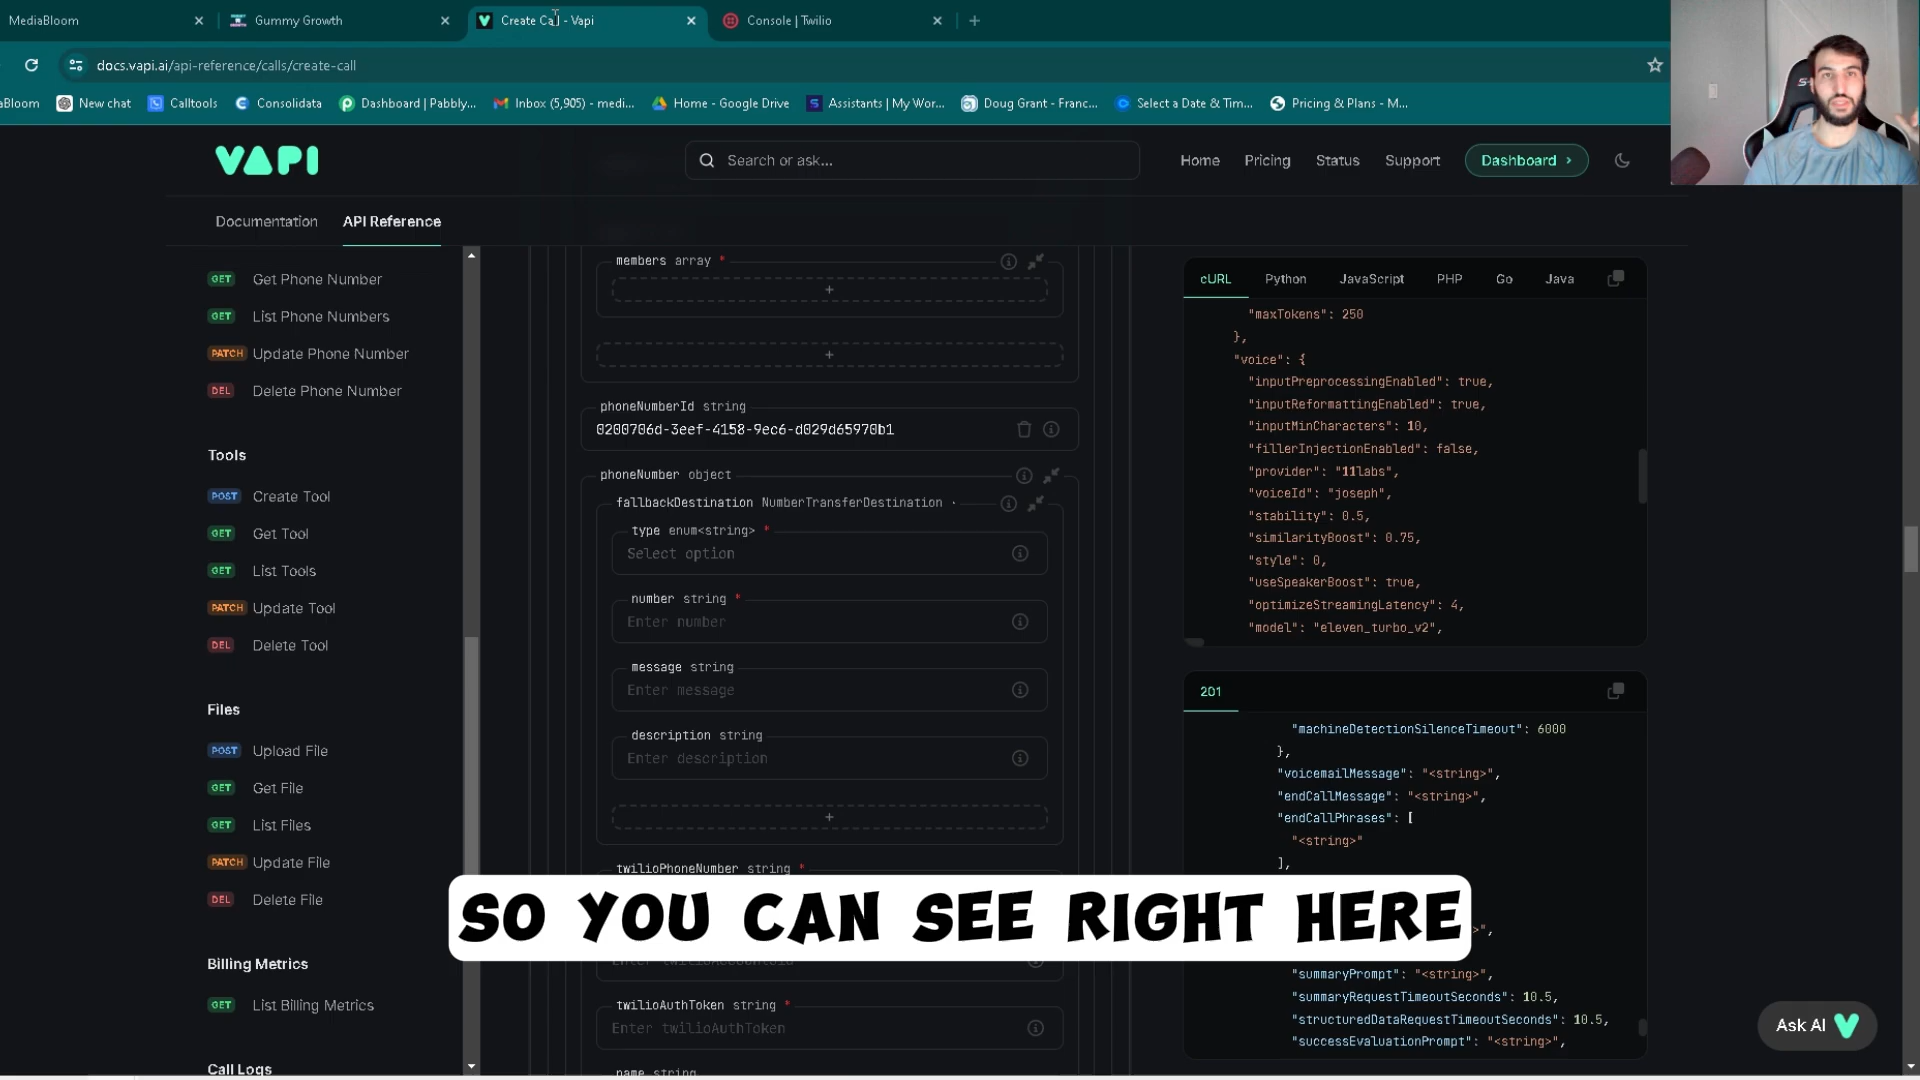 MediaBloom
Gummy Growth
Create Call - Vapi
Console | Twilio
docs.vapi.ai/api-reference/calls/create-call
aBloom
New chat
Calltools
Consolidata
Dashboard | Pabbly...
Inbox (5,905) - medi...
Home - Google Drive
Assistants | My Wor...
Doug Grant - Franc...
Select a Date & Tim...
Pricing & Plans - M...
VAPI
Search or ask...
Home
Pricing
Status
Support
Dashboard
Documentation
API Reference
GET Get Phone Number
GET List Phone Numbers
PATCH Update Phone Number
DEL Delete Phone Number
Tools
POST Create Tool
GET Get Tool
GET List Tools
PATCH Update Tool
DEL Delete Tool
Files
POST Upload File
GET Get File
GET List Files
PATCH Update File
DEL Delete File
Billing Metrics
GET List Billing Metrics
Call Logs
members array *
+
+
phoneNumberId string
0200706d-3eef-4158-9ec6-d029d65970b1
phoneNumber object
fallbackDestination NumberTransferDestination ·
type enum<string> *
Select option
number string *
Enter number
message string
Enter message
description string
Enter description
+
twilioPhoneNumber string *
SO YOU CAN SEE RIGHT HERE
twilioAuthToken string *
Enter twilioAuthToken
name string
cURL
Python
JavaScript
PHP
Go
Java
"maxTokens": 250
},
"voice": {
"inputPreprocessingEnabled": true,
"inputReformattingEnabled": true,
"inputMinCharacters": 10,
"fillerInjectionEnabled": false,
"provider": "11labs",
"voiceId": "joseph",
"stability": 0.5,
"similarityBoost": 0.75,
"style": 0,
"useSpeakerBoost": true,
"optimizeStreamingLatency": 4,
"model": "eleven_turbo_v2",
201
"machineDetectionSilenceTimeout": 6000
},
"voicemailMessage": "<string>",
"endCallMessage": "<string>",
"endCallPhrases": [
"<string>"
],
>",
"summaryPrompt": "<string>",
"summaryRequestTimeoutSeconds": 10.5,
"structuredDataRequestTimeoutSeconds": 10.5,
"successEvaluationPrompt": "<string>",
Ask AI